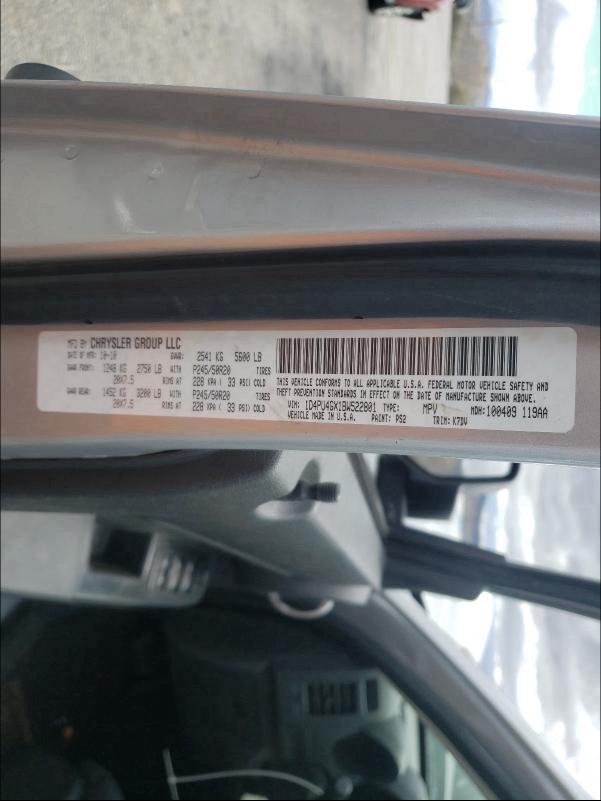 MFD BY CHRYSLER GROUP LLC
DATE OF MFR: 10-10 GVWR: 2541 KG 5600 LB
GAWR FRONT: 1248 KG 2750 LB WITH P245/50R20 TIRES
20X7.5 RIMS AT 228 KPA ( 33 PSI) COLD
GAWR REAR: 1452 KG 3200 LB WITH P245/50R20 TIRES
20X7.5 RIMS AT 228 KPA ( 33 PSI) COLD
THIS VEHICLE CONFORMS TO ALL APPLICABLE U.S.A. FEDERAL MOTOR VEHICLE SAFETY AND
THEFT PREVENTION STANDARDS IN EFFECT ON THE DATE OF MANUFACTURE SHOWN ABOVE.
VIN: 1D4PU4GX1BW522801 TYPE: MPV MDH: 100409 119AA
VEHICLE MADE IN U.S.A. PAINT: PS2 TRIM: K7DV